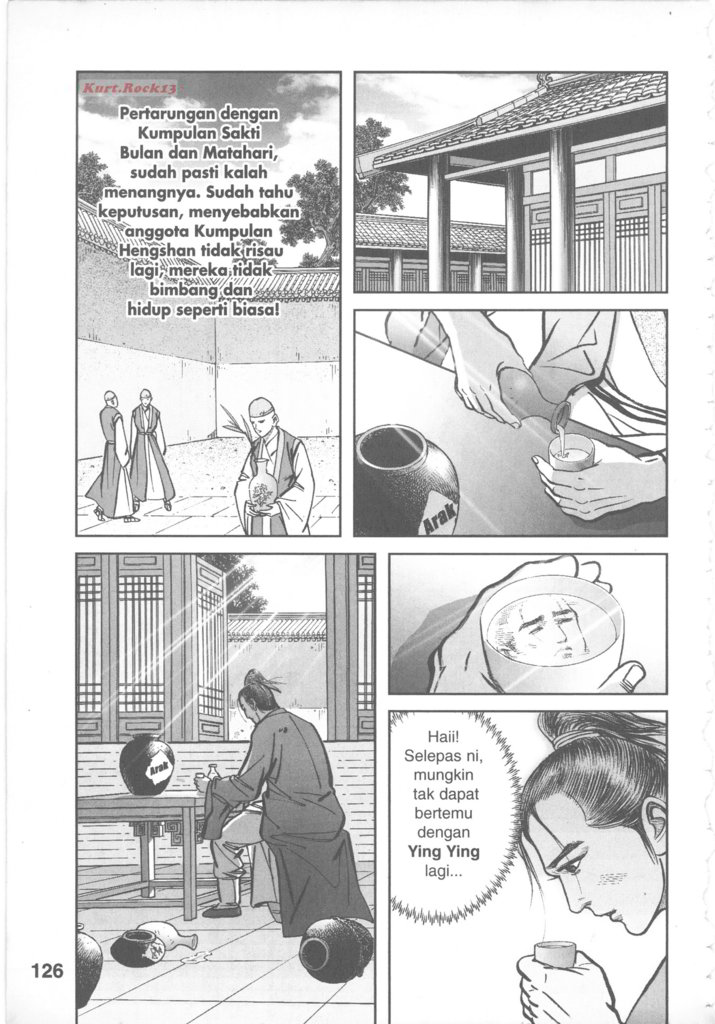 Kurt.Rock13
Pertarungan dengan
Kumpulan Sakti
Bulan dan Matahari,
sudah pasti kalah
menangnya. Sudah tahu
keputusan, menyebabkan
anggota Kumpulan
Hengshan tidak risau
lagi, mereka tidak
bimbang dan
hidup seperti biasa!
Arak
Arak
Haii!
Selepas ni,
mungkin
tak dapat
bertemu
dengan
Ying Ying
lagi...
126